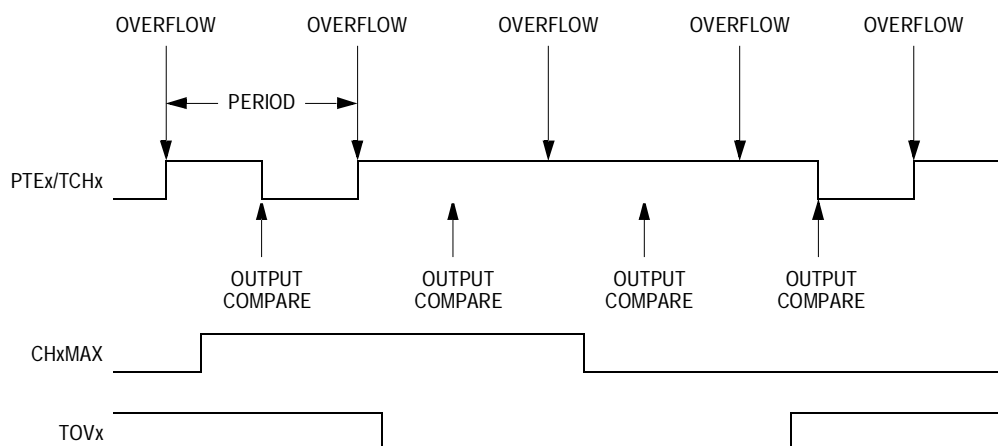 OVERFLOW OVERFLOW OVERFLOW OVERFLOW OVERFLOW
PERIOD
PTEx/TCHx
OUTPUT
COMPARE
OUTPUT
COMPARE
OUTPUT
COMPARE
OUTPUT
COMPARE
CHxMAX
TOVx